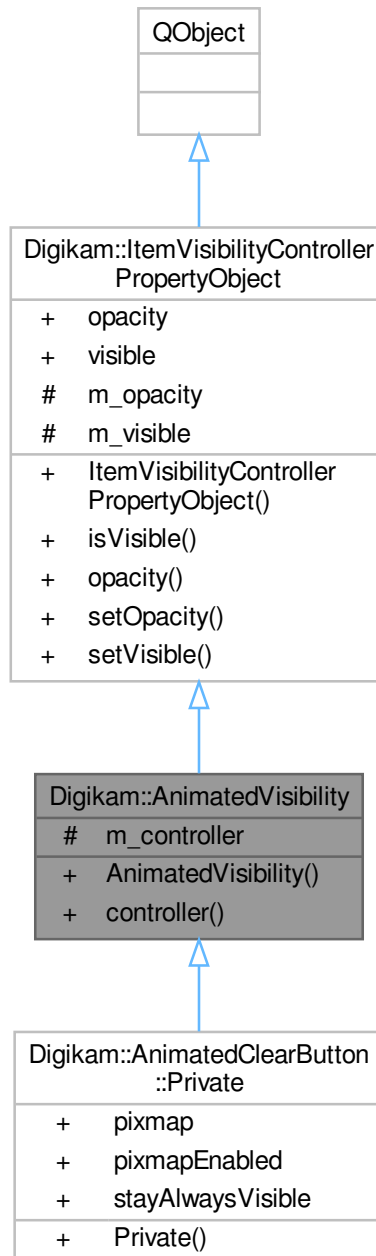 QObject
Digikam::ItemVisibilityController
PropertyObject
+ opacity
+ visible
# m_opacity
# m_visible
+ ItemVisibilityController
PropertyObject()
+ isVisible()
+ opacity()
+ setOpacity()
+ setVisible()
Digikam::AnimatedVisibility
# m_controller
+ AnimatedVisibility()
+ controller()
Digikam::AnimatedClearButton
::Private
+ pixmap
+ pixmapEnabled
+ stayAlwaysVisible
+ Private()